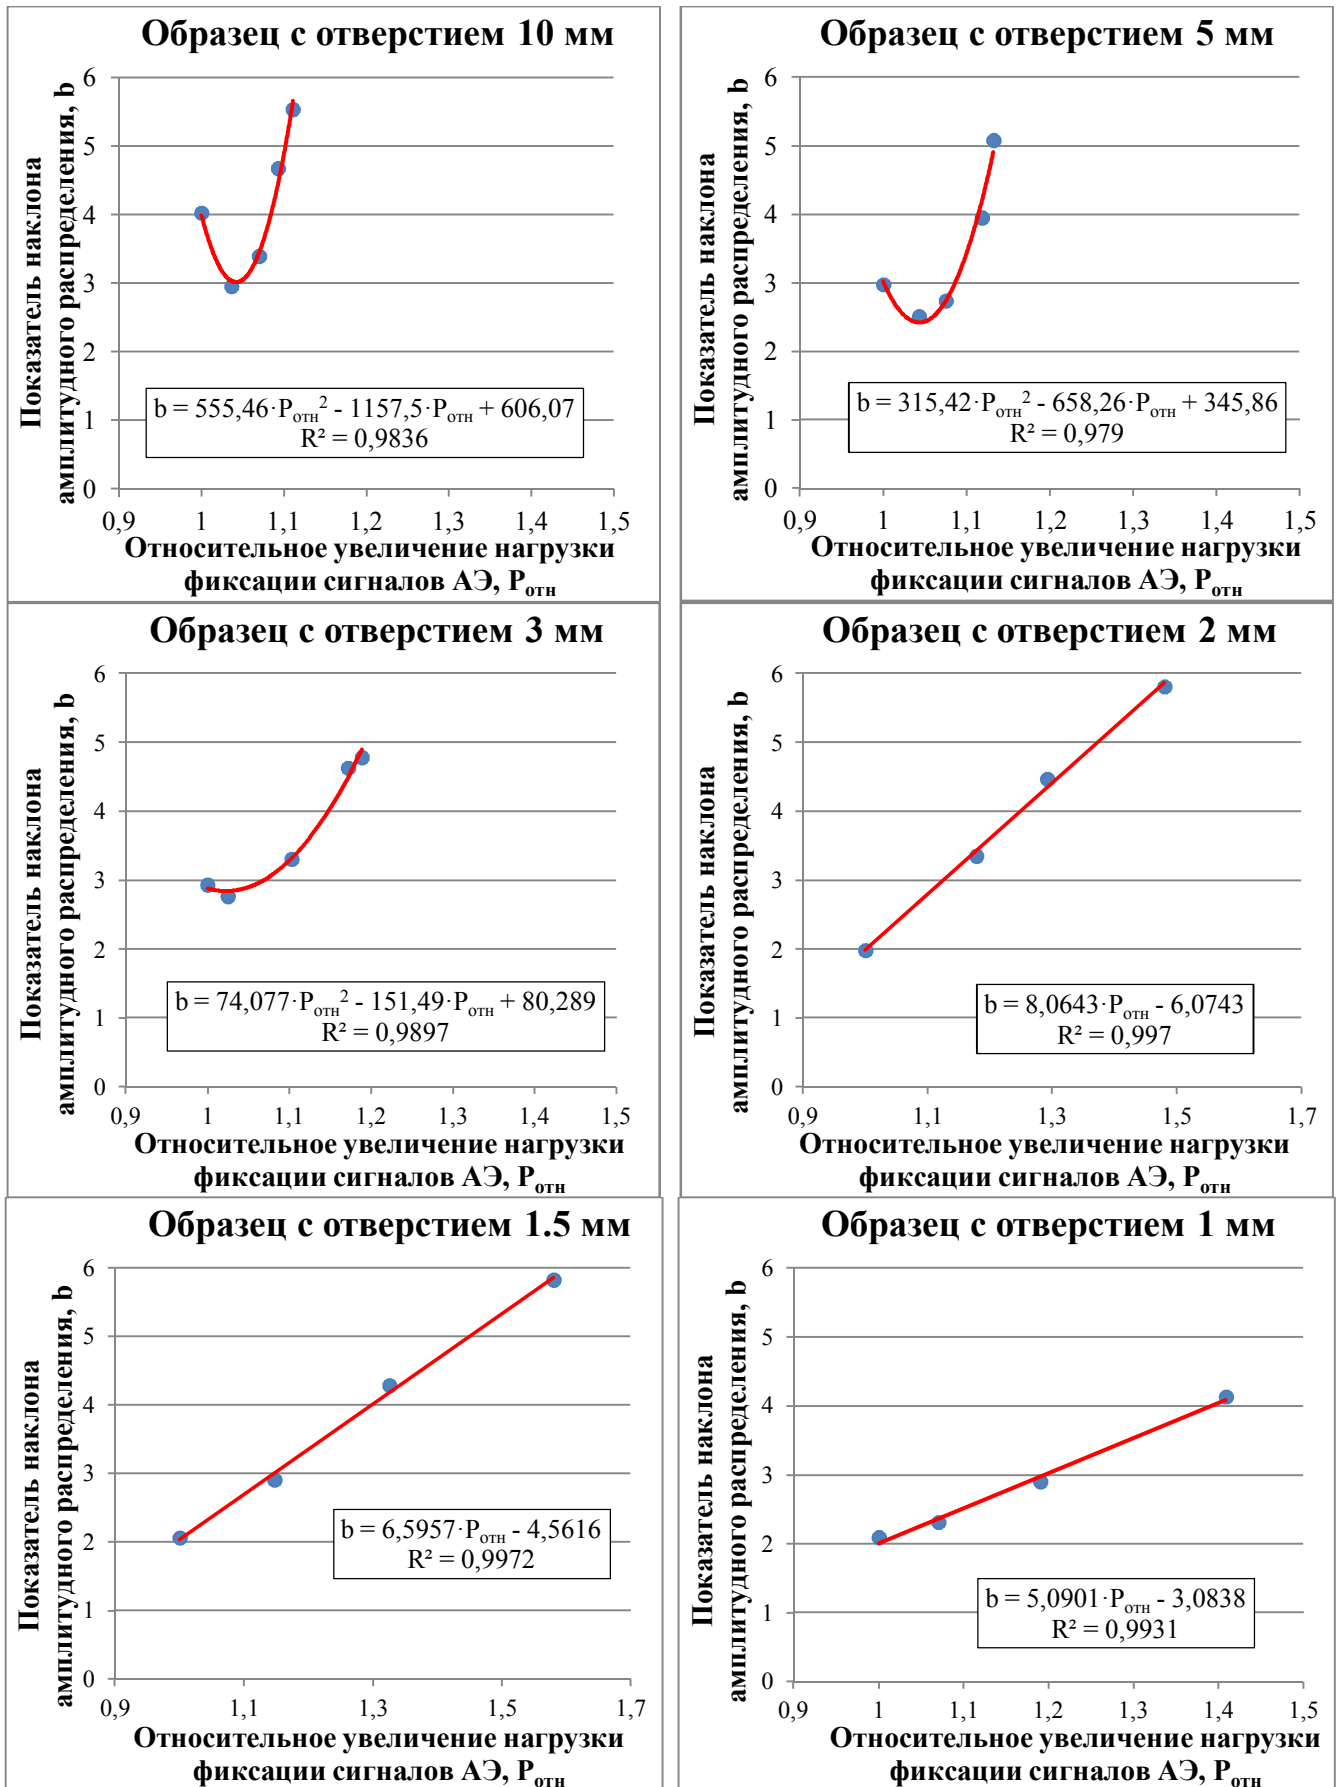 Образец с отверстием 10 мм
Показатель наклона
амплитудного распределения, b
6
5
4
3
2
1
0
b = 555,46·Pотн² - 1157,5·Pотн + 606,07
R² = 0,9836
0,9 1 1,1 1,2 1,3 1,4 1,5
Относительное увеличение нагрузки
фиксации сигналов АЭ, Pотн
Образец с отверстием 5 мм
Показатель наклона
амплитудного распределения, b
6
5
4
3
2
1
0
b = 315,42·Pотн² - 658,26·Pотн + 345,86
R² = 0,979
0,9 1 1,1 1,2 1,3 1,4 1,5
Относительное увеличение нагрузки
фиксации сигналов АЭ, Pотн
Образец с отверстием 3 мм
Показатель наклона
амплитудного распределения, b
6
5
4
3
2
1
0
b = 74,077·Pотн² - 151,49·Pотн + 80,289
R² = 0,9897
0,9 1 1,1 1,2 1,3 1,4 1,5
Относительное увеличение нагрузки
фиксации сигналов АЭ, Pотн
Образец с отверстием 2 мм
Показатель наклона
амплитудного распределения, b
6
5
4
3
2
1
0
b = 8,0643·Pотн - 6,0743
R² = 0,997
0,9 1,1 1,3 1,5 1,7
Относительное увеличение нагрузки
фиксации сигналов АЭ, Pотн
Образец с отверстием 1.5 мм
Показатель наклона
амплитудного распределения, b
6
5
4
3
2
1
0
b = 6,5957·Pотн - 4,5616
R² = 0,9972
0,9 1,1 1,3 1,5 1,7
Относительное увеличение нагрузки
фиксации сигналов АЭ, Pотн
Образец с отверстием 1 мм
Показатель наклона
амплитудного распределения, b
6
5
4
3
2
1
0
b = 5,0901·Pотн - 3,0838
R² = 0,9931
0,9 1 1,1 1,2 1,3 1,4 1,5
Относительное увеличение нагрузки
фиксации сигналов АЭ, Pотн